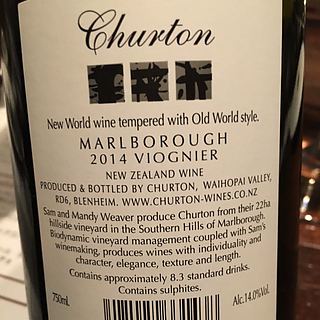 Churton
New World wine tempered with Old World style.
MARLBOROUGH
2014 VIOGNIER
NEW ZEALAND WINE
PRODUCED & BOTTLED BY CHURTON, WAIHOPAI VALLEY,
RD6, BLENHEIM. WWW.CHURTON-WINES.CO.NZ
Sam and Mandy Weaver produce Churton from their 22ha
hillside vineyard in the Southern Hills of Marlborough.
Biodynamic vineyard management coupled with Sam's
winemaking, produces wines with individuality and
character, elegance, texture and length.
Contains approximately 8.3 standard drinks.
Contains sulphites.
750mL
Alc.14.0%Vol.